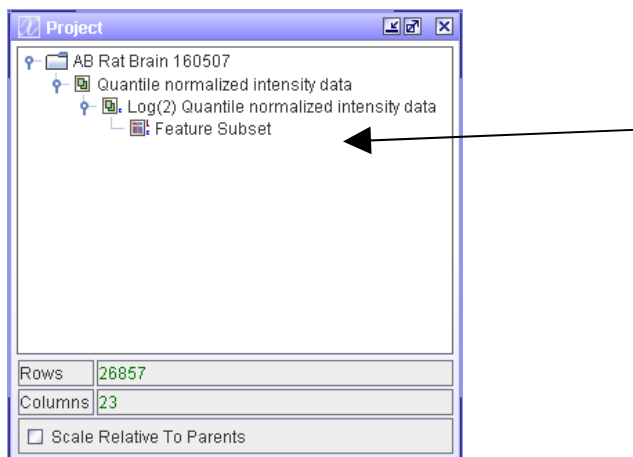 Project
AB Rat Brain 160507
Quantile normalized intensity data
Log(2) Quantile normalized intensity data
Feature Subset
Rows 26857
Columns 23
Scale Relative To Parents